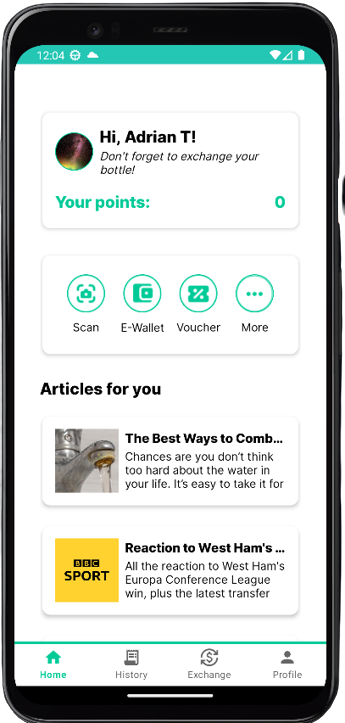 12:04
Hi, Adrian T!
Don't forget to exchange your
bottle!
Your points: 0
Scan E-Wallet Voucher More
Articles for you
The Best Ways to Comb...
Chances are you don’t think
too hard about the water in
your life. It’s easy to take it for
BBC
SPORT
Reaction to West Ham's ...
All the reaction to West Ham's
Europa Conference League
win, plus the latest transfer
Home History Exchange Profile